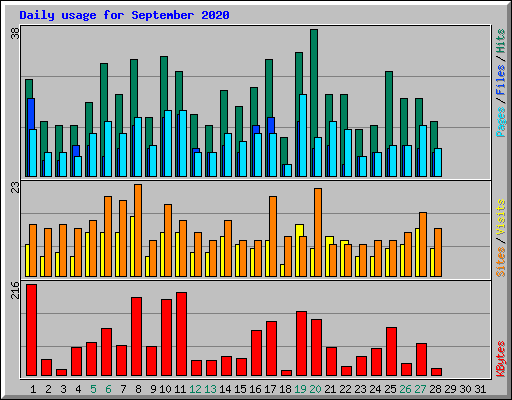 Daily usage for September 2020
38
Pages / Files / Hits
23
Sites / Visits
216
KBytes
1 2 3 4 5 6 7 8 9 10 11 12 13 14 15 16 17 18 19 20 21 22 23 24 25 26 27 28 29 30 31